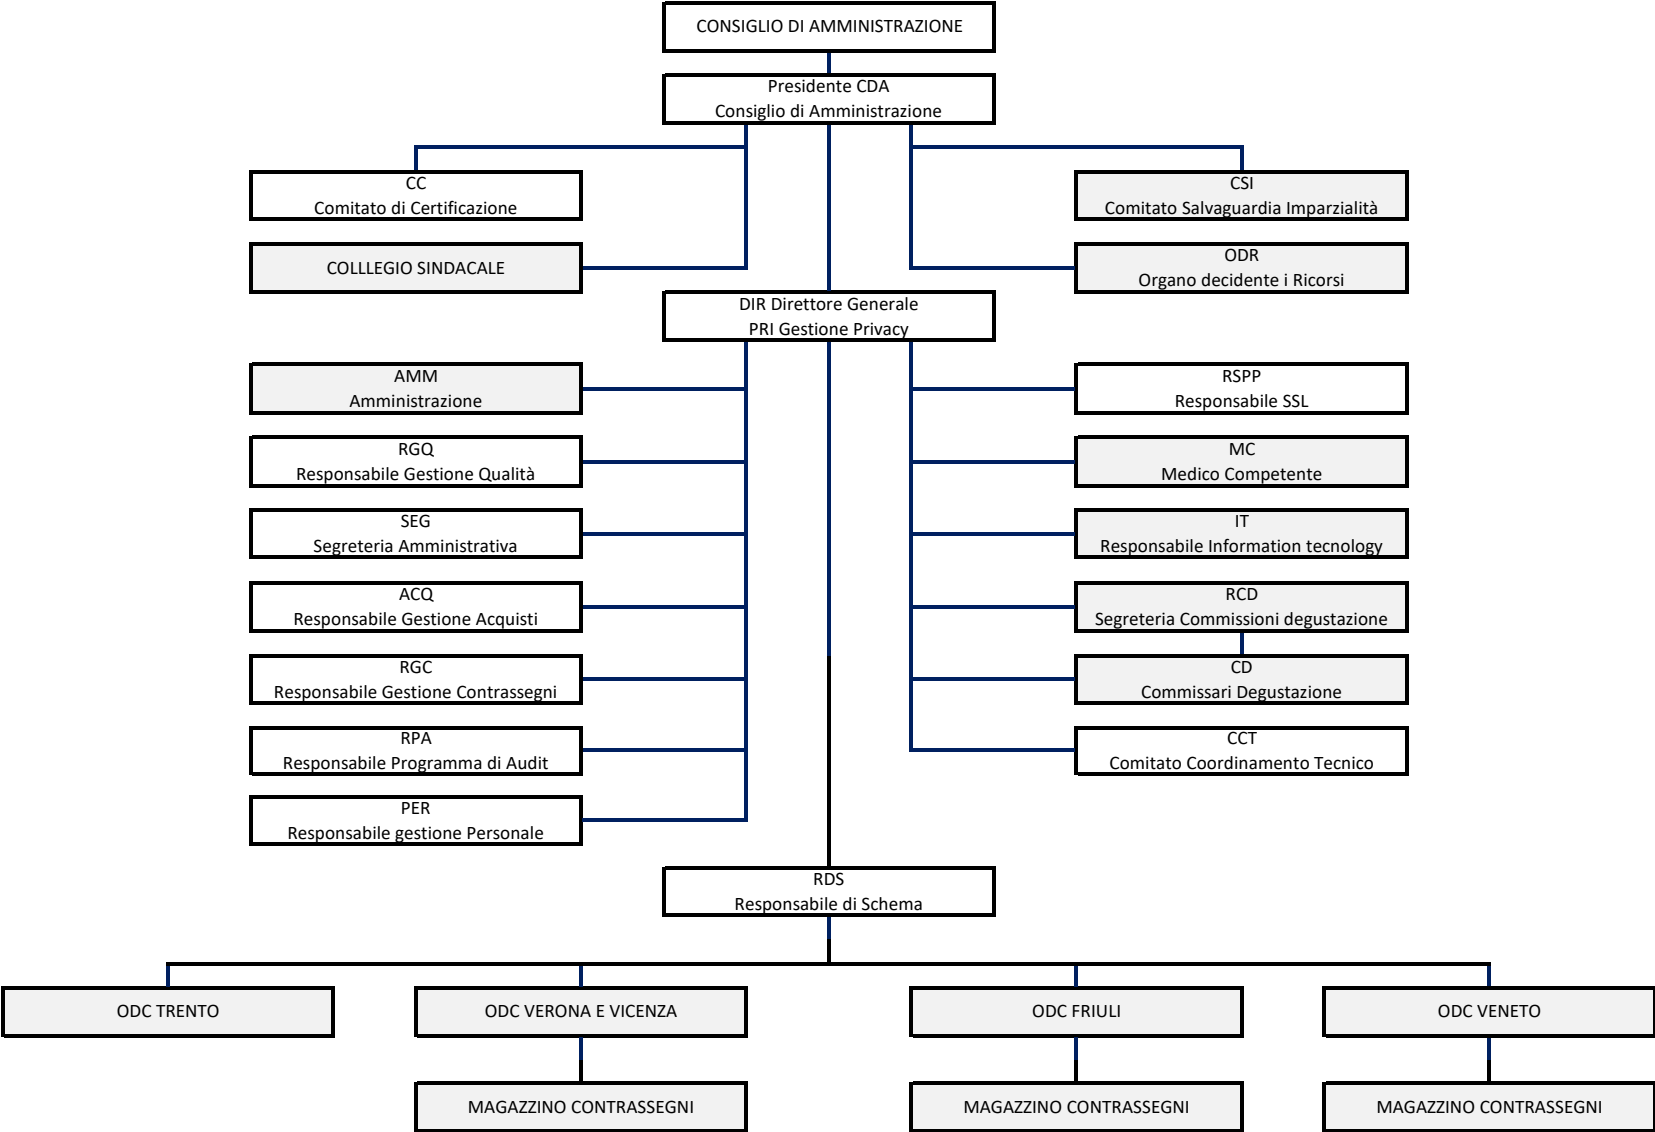 CONSIGLIO DI AMMINISTRAZIONE
Presidente CDA
Consiglio di Amministrazione
CC
Comitato di Certificazione
CSI
Comitato Salvaguardia Imparzialità
COLLLEGIO SINDACALE
ODR
Organo decidente i Ricorsi
DIR Direttore Generale
PRI Gestione Privacy
AMM
Amministrazione
RSPP
Responsabile SSL
RGQ
Responsabile Gestione Qualità
MC
Medico Competente
SEG
Segreteria Amministrativa
IT
Responsabile Information tecnology
ACQ
Responsabile Gestione Acquisti
RCD
Segreteria Commissioni degustazione
RGC
Responsabile Gestione Contrassegni
CD
Commissari Degustazione
RPA
Responsabile Programma di Audit
CCT
Comitato Coordinamento Tecnico
PER
Responsabile gestione Personale
RDS
Responsabile di Schema
ODC TRENTO
ODC VERONA E VICENZA
ODC FRIULI
ODC VENETO
MAGAZZINO CONTRASSEGNI
MAGAZZINO CONTRASSEGNI
MAGAZZINO CONTRASSEGNI